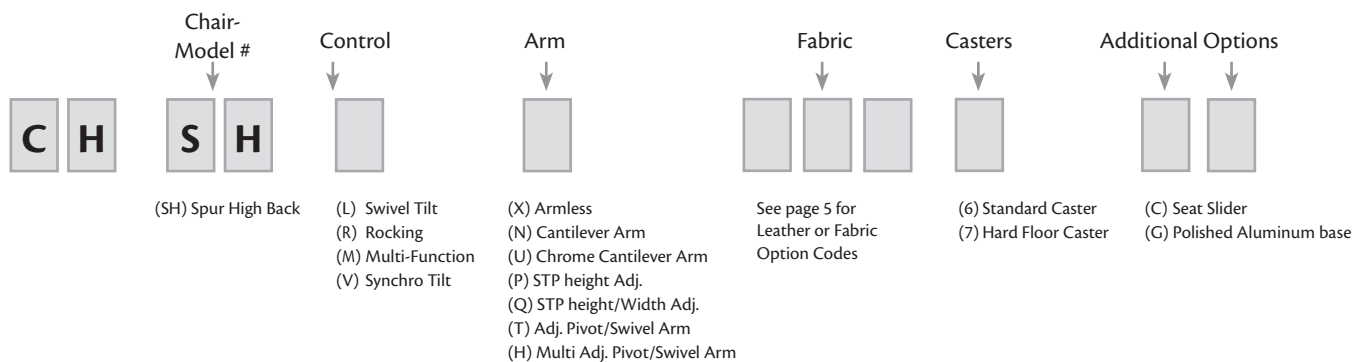 Chair-
Model #
Control
Arm
Fabric
Casters
Additional Options
C H S H
(SH) Spur High Back
(L) Swivel Tilt
(R) Rocking
(M) Multi-Function
(V) Synchro Tilt
(X) Armless
(N) Cantilever Arm
(U) Chrome Cantilever Arm
(P) STP height Adj.
(Q) STP height/Width Adj.
(T) Adj. Pivot/Swivel Arm
(H) Multi Adj. Pivot/Swivel Arm
See page 5 for
Leather or Fabric
Option Codes
(6) Standard Caster
(7) Hard Floor Caster
(C) Seat Slider
(G) Polished Aluminum base